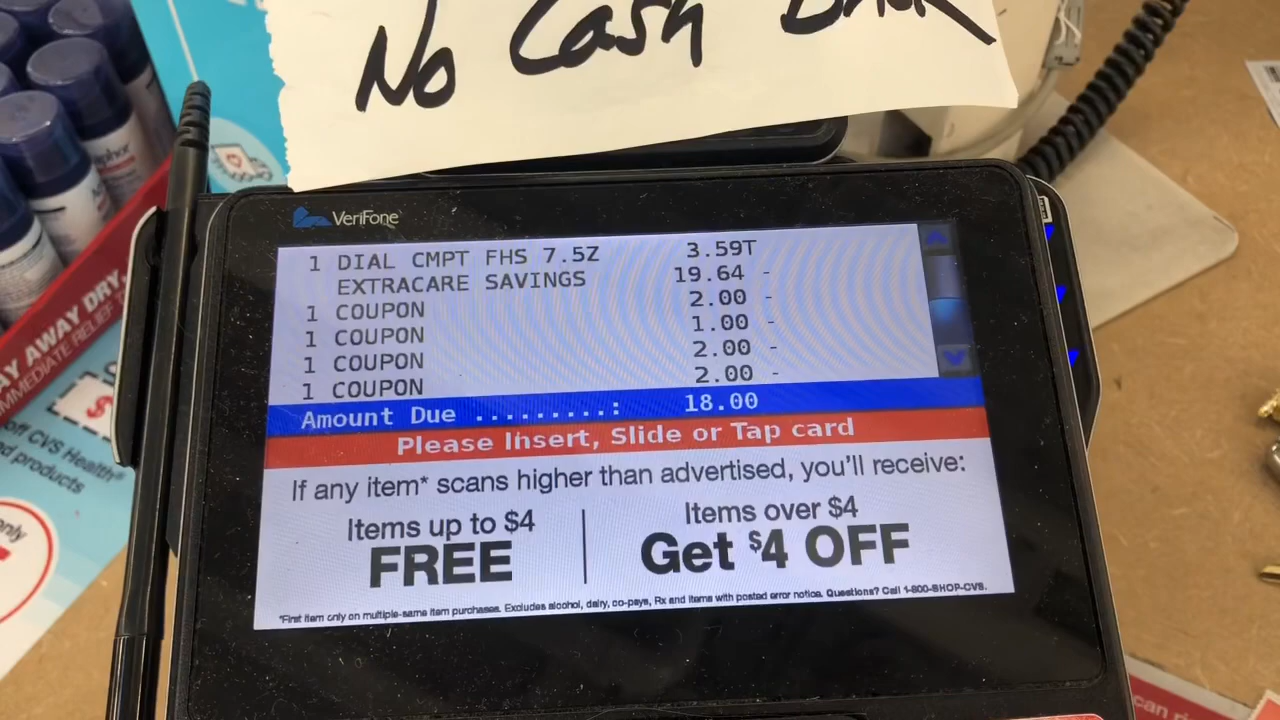 No Cash Back
VeriFone
1 DIAL CMPT FHS 7.5Z 3.59T
EXTRACARE SAVINGS 19.64 -
1 COUPON 2.00 -
1 COUPON 1.00 -
1 COUPON 2.00 -
1 COUPON 2.00 -
Amount Due .........: 18.00
Please Insert, Slide or Tap card
If any item* scans higher than advertised, you'll receive:
Items up to $4
FREE
Items over $4
Get $4 OFF
*First item only on multiple-same item purchases. Excludes alcohol, dairy, co-pays, Rx and items with posted error notice. Questions? Call 1-800-SHOP-CVS.
AWAY DRY,
IMMEDIATE RELIEF
off CVS Health®
products
only
can